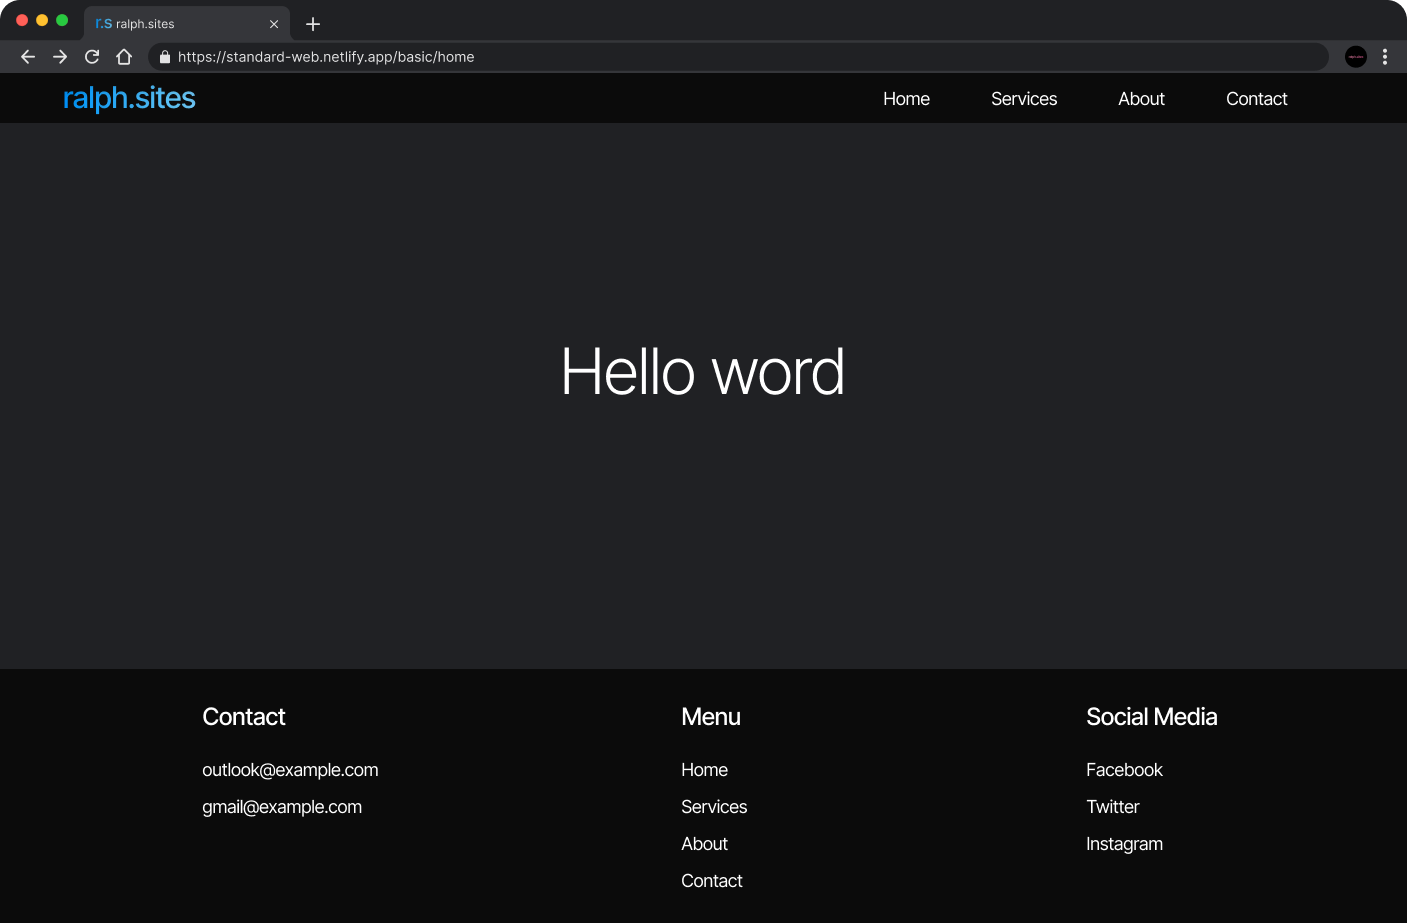 r.s ralph.sites
https://standard-web.netlify.app/basic/home
ralph.sites
Home Services About Contact
Hello word
Contact
outlook@example.com
gmail@example.com
Menu
Home
Services
About
Contact
Social Media
Facebook
Twitter
Instagram